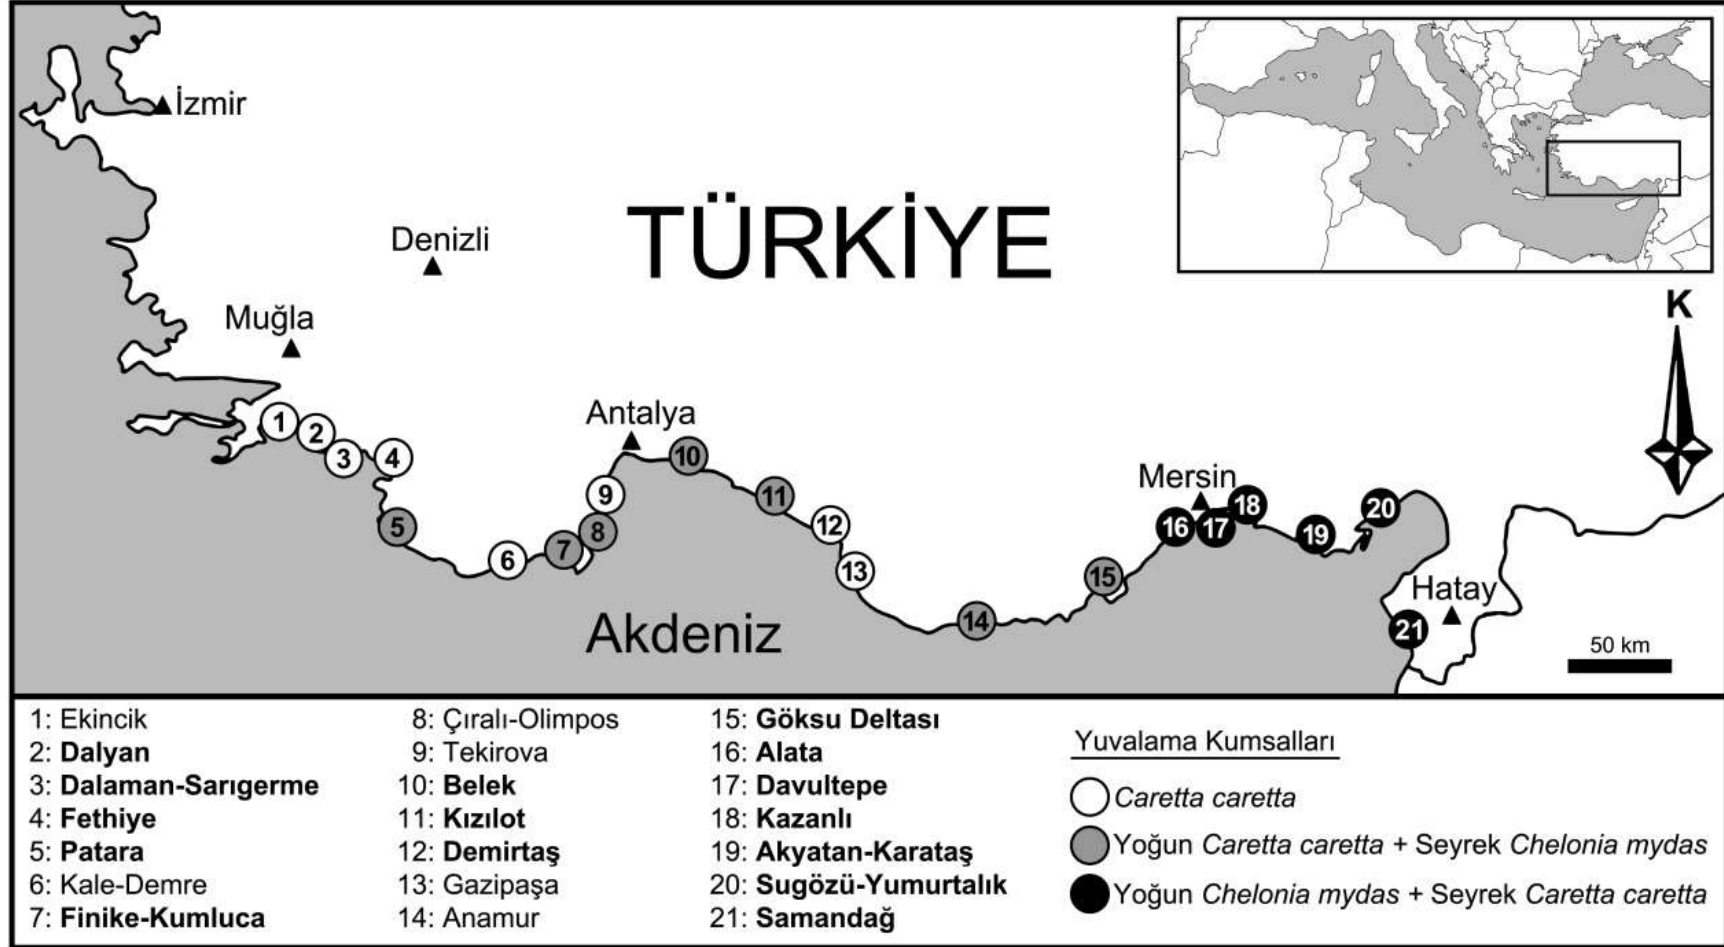 İzmir
Denizli
TÜRKİYE
K
Muğla
Antalya
Mersin
Hatay
Akdeniz
50 km
1
2
3
4
5
6
7
8
9
10
11
12
13
14
15
16
17
18
19
20
21
1: Ekincik
2: Dalyan
3: Dalaman-Sarıgerme
4: Fethiye
5: Patara
6: Kale-Demre
7: Finike-Kumluca
8: Çıralı-Olimpos
9: Tekirova
10: Belek
11: Kızılot
12: Demirtaş
13: Gazipaşa
14: Anamur
15: Göksu Deltası
16: Alata
17: Davultepe
18: Kazanlı
19: Akyatan-Karataş
20: Sugözü-Yumurtalık
21: Samandağ
Yuvalama Kumsalları
Caretta caretta
Yoğun Caretta caretta + Seyrek Chelonia mydas
Yoğun Chelonia mydas + Seyrek Caretta caretta